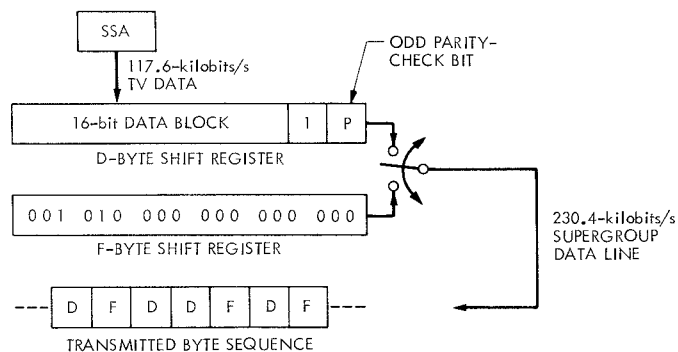 SSA
ODD PARITY-
CHECK BIT
117.6-kilobits/s
TV DATA
16-bit DATA BLOCK 1 P
D-BYTE SHIFT REGISTER
001 010 000 000 000 000
F-BYTE SHIFT REGISTER
230.4-kilobits/s
SUPERGROUP
DATA LINE
D F D D F D F
TRANSMITTED BYTE SEQUENCE